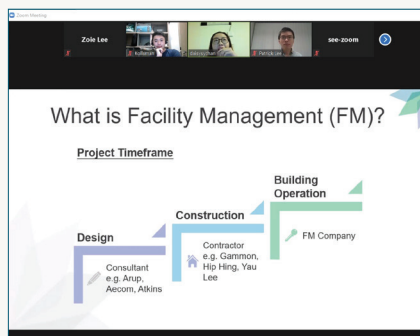 Zoom Meeting
Zoie Lee
see-zoom
What is Facility Management (FM)?
Project Timeframe
Building
Operation
FM Company
Construction
Contractor
e.g. Gammon,
Hip Hing, Yau
Lee
Design
Consultant
e.g. Arup,
Aecom, Atkins